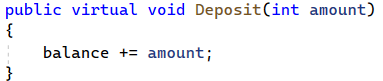 public virtual void Deposit(int amount)
{
    balance += amount;
}